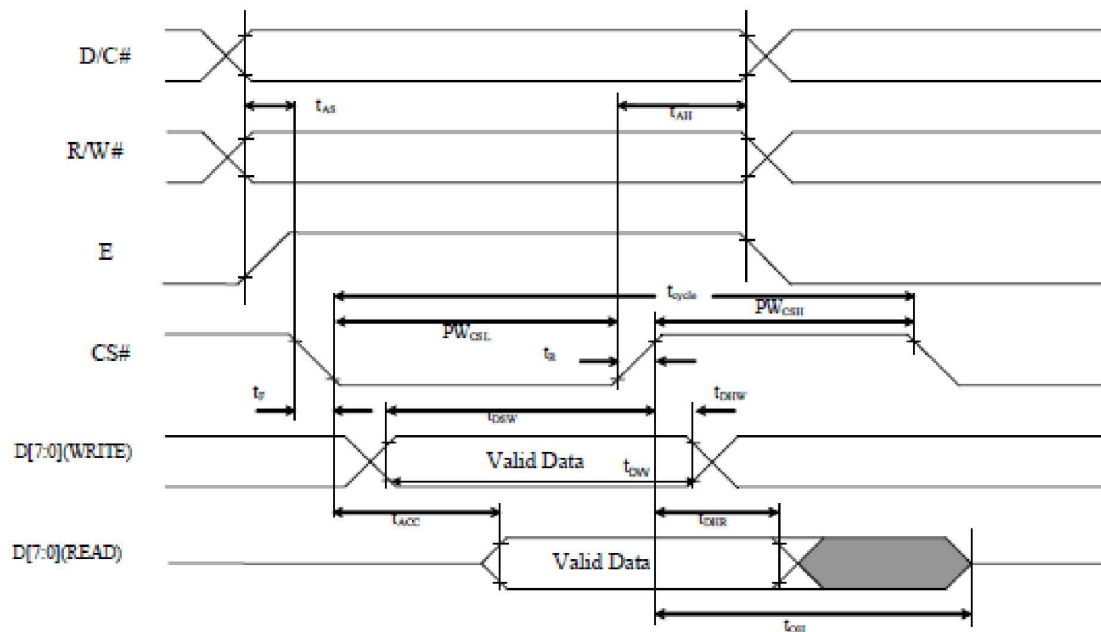 D/C#
tAS
tAH
R/W#
E
tcycle
PWCSL
PWCSH
CS#
tR
tF
tDSW
tDHW
D[7:0](WRITE)
Valid Data
tDW
tACC
tDHR
D[7:0](READ)
Valid Data
tOH